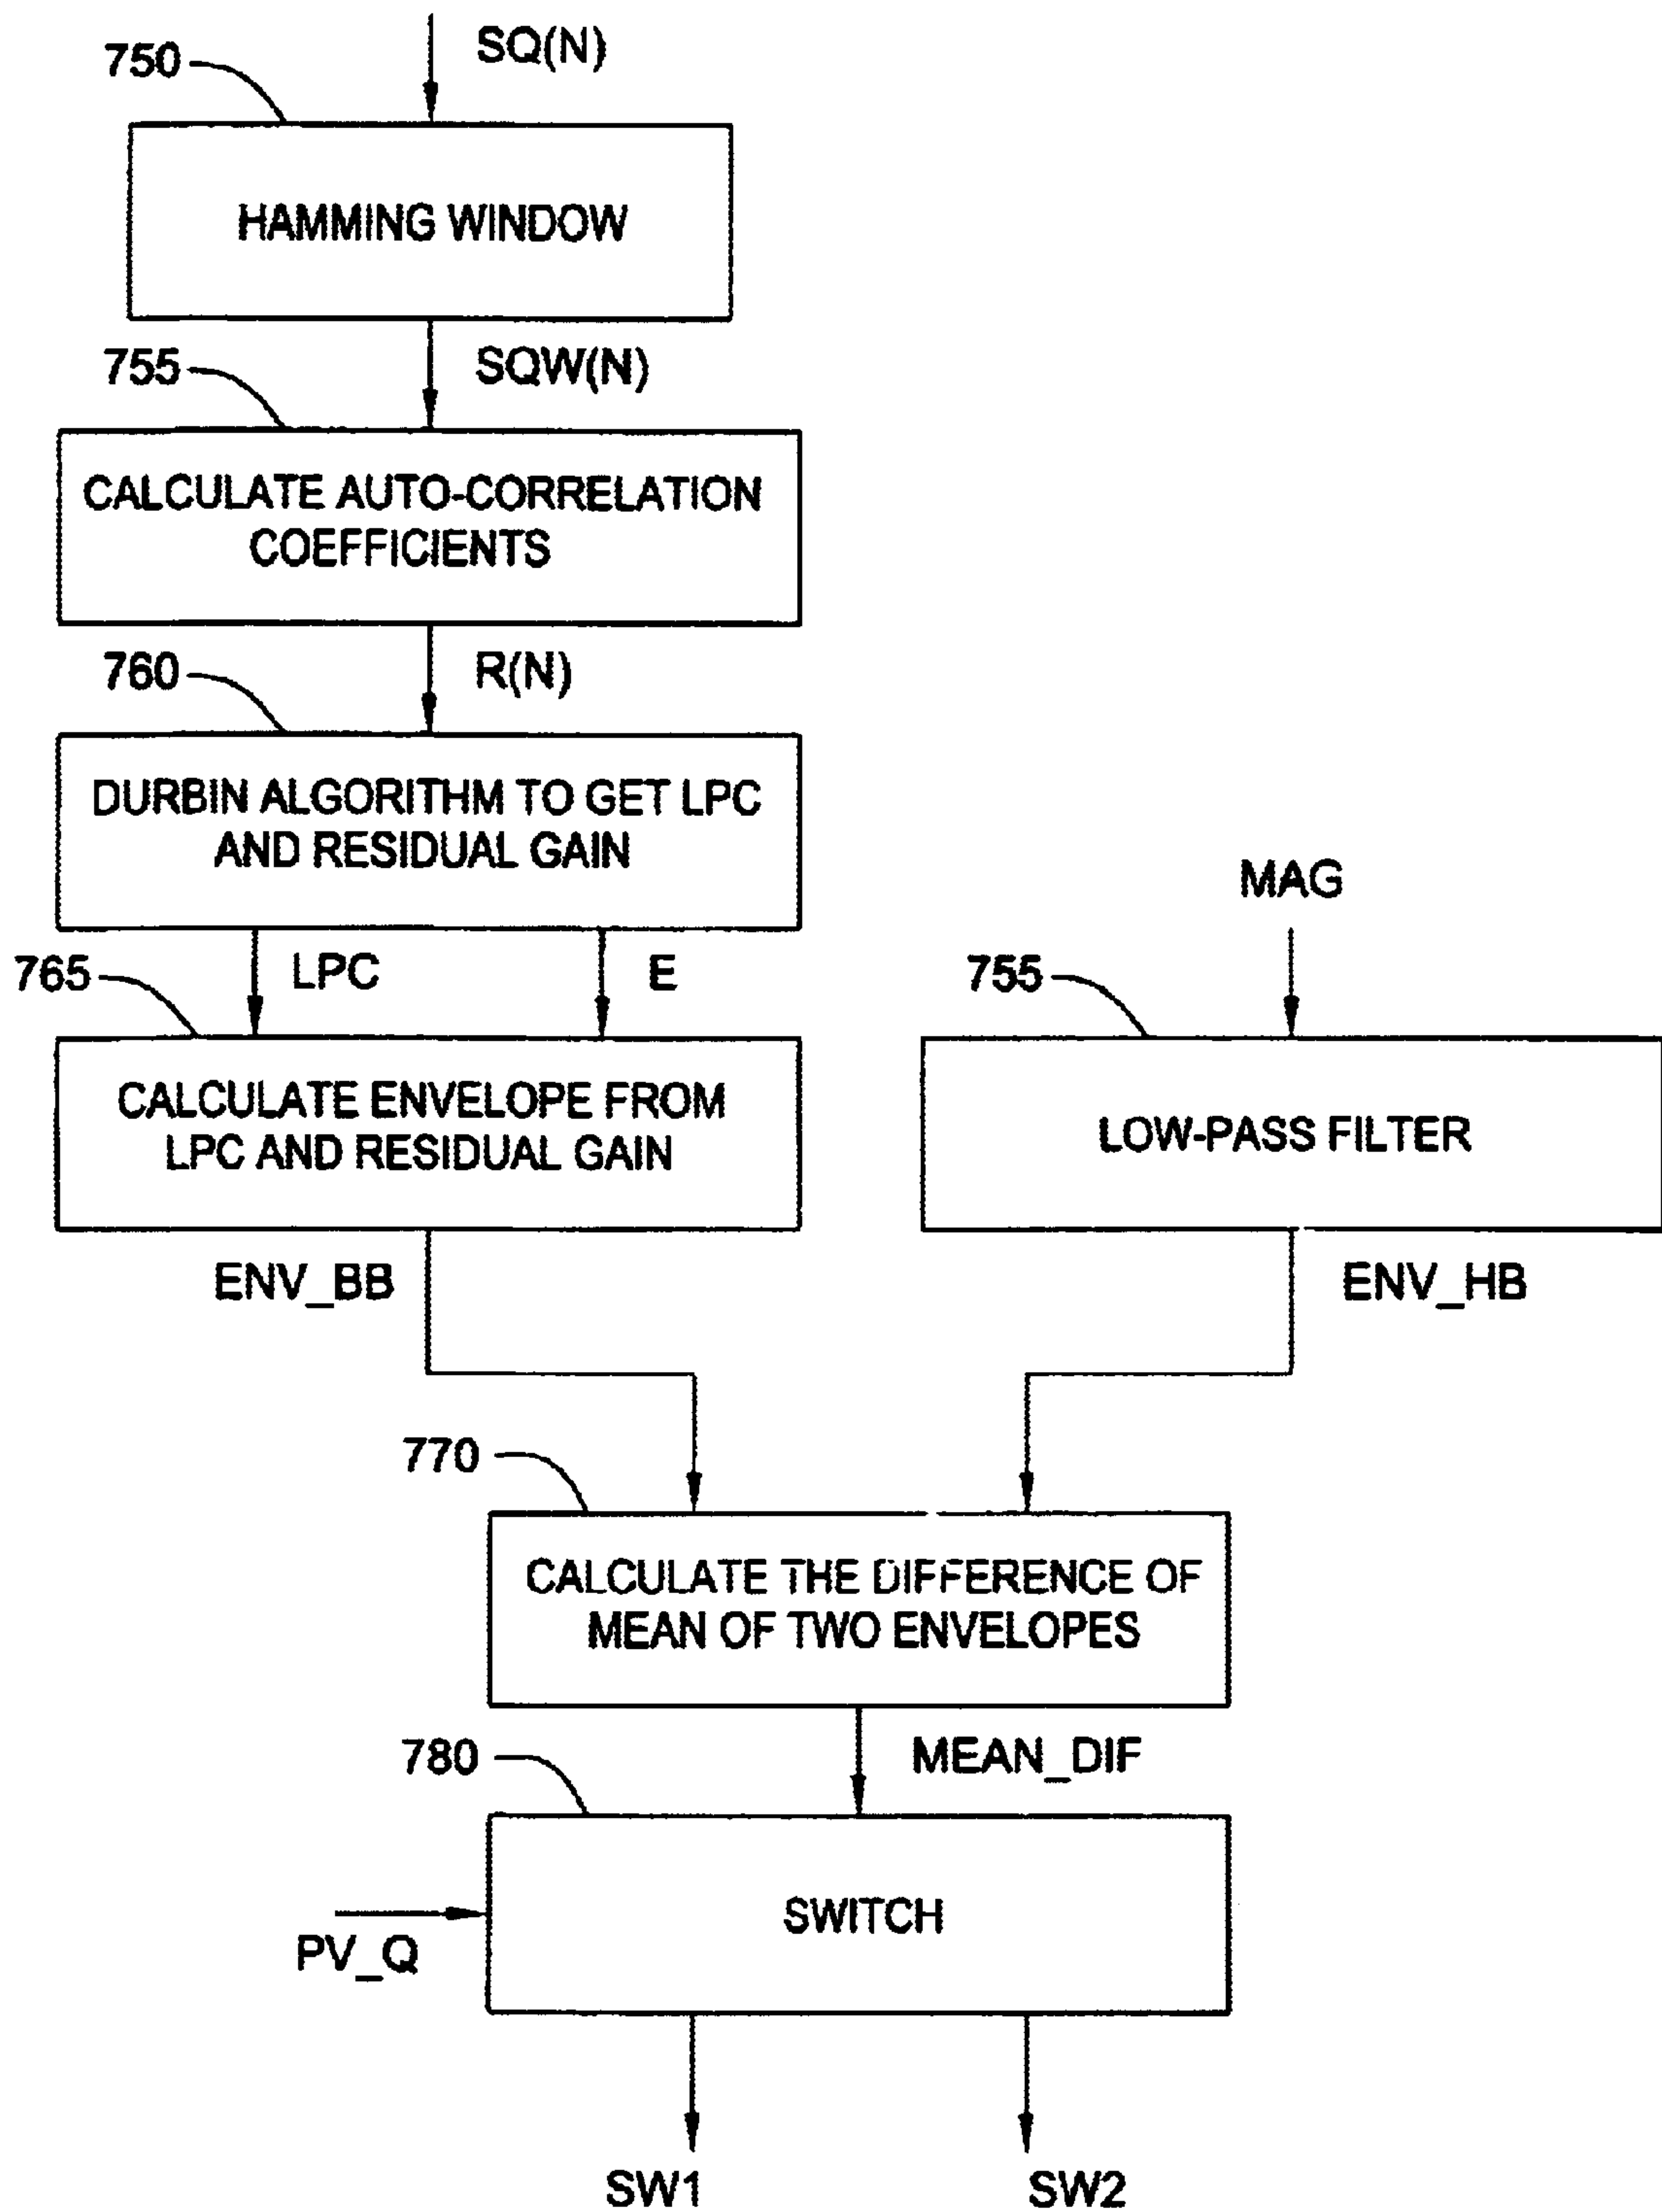 SQ(N)
750
HAMMING WINDOW
755
SQW(N)
CALCULATE AUTO-CORRELATION
COEFFICIENTS
760
R(N)
DURBIN ALGORITHM TO GET LPC
AND RESIDUAL GAIN
MAG
765
LPC
E
755
CALCULATE ENVELOPE FROM
LPC AND RESIDUAL GAIN
LOW-PASS FILTER
ENV_BB
ENV_HB
770
CALCULATE THE DIFFERENCE OF
MEAN OF TWO ENVELOPES
780
MEAN_DIF
SWITCH
PV_Q
SW1
SW2